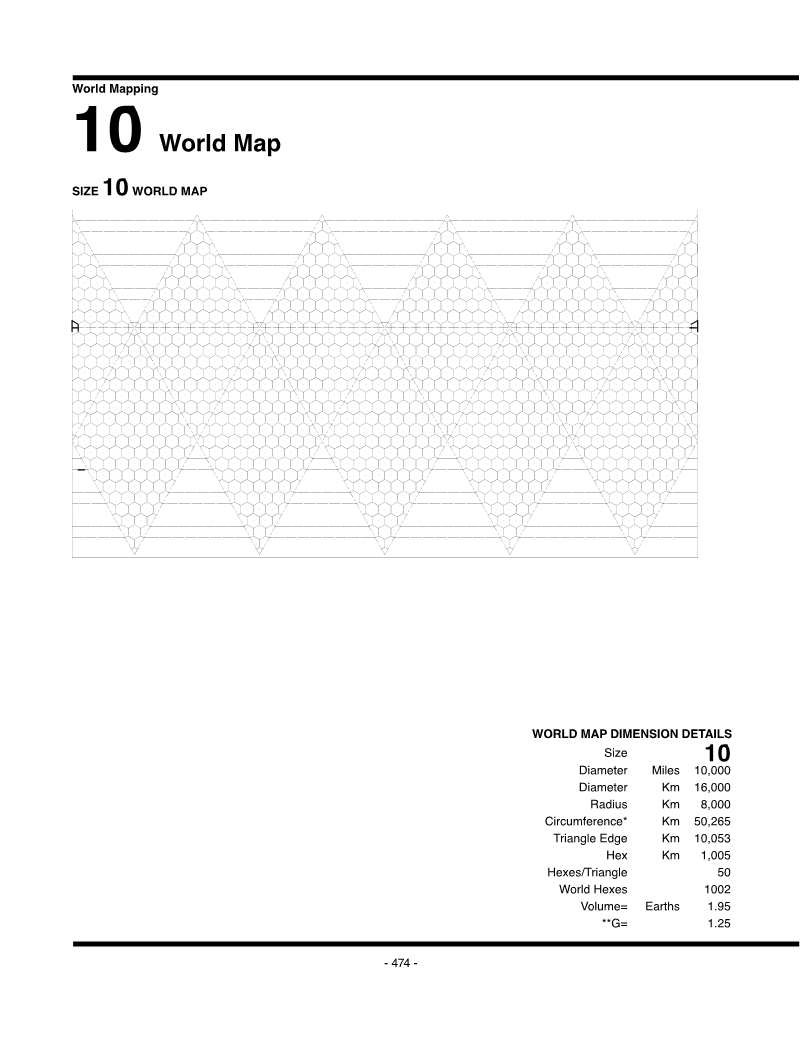 World Mapping
10 World Map
SIZE 10 WORLD MAP
WORLD MAP DIMENSION DETAILS
Size 10
Diameter Miles 10,000
Diameter Km 16,000
Radius Km 8,000
Circumference* Km 50,265
Triangle Edge Km 10,053
Hex Km 1,005
Hexes/Triangle 50
World Hexes 1002
Volume= Earths 1.95
**G= 1.25
- 474 -